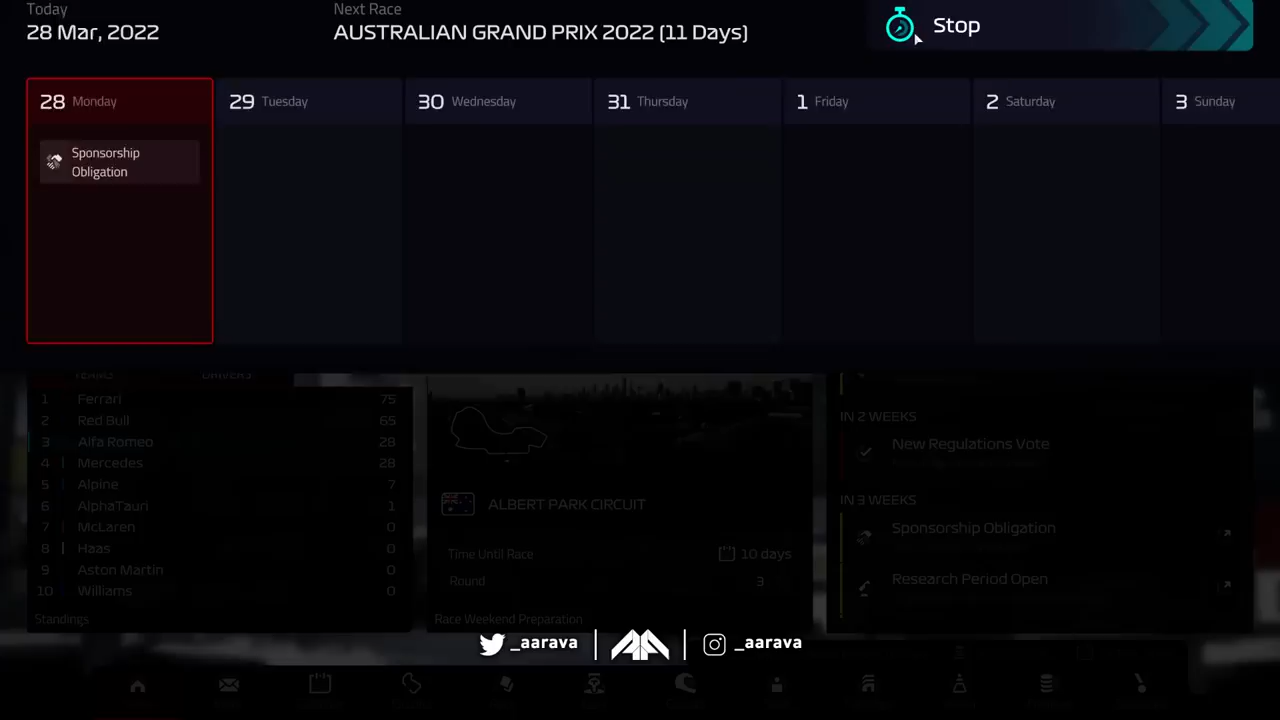 Today
28 Mar, 2022
Next Race
AUSTRALIAN GRAND PRIX 2022 (11 Days)
Stop
28 Monday
29 Tuesday
30 Wednesday
31 Thursday
1 Friday
2 Saturday
3 Sunday
Sponsorship
Obligation
TEAMS DRIVERS
1 Ferrari 75
2 Red Bull 65
3 Alfa Romeo 28
4 Mercedes 28
5 Alpine 7
6 AlphaTauri 1
7 McLaren 0
8 Haas 0
9 Aston Martin 0
10 Williams 0
Standings
ALBERT PARK CIRCUIT
Time Until Race 10 days
Round 3
Race Weekend Preparation
IN 2 WEEKS
New Regulations Vote
IN 3 WEEKS
Sponsorship Obligation
Research Period Open
_aarava
_aarava